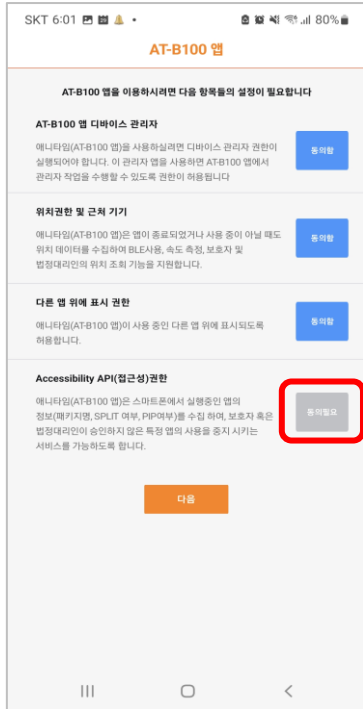 SKT 6:01 80%
AT-B100 앱
AT-B100 앱을 이용하시려면 다음 항목들의 설정이 필요합니다
AT-B100 앱 디바이스 관리자
애니타임(AT-B100 앱)을 사용하실려면 디바이스 관리자 권한이
실행되어야 합니다. 이 관리자 앱을 사용하면 AT-B100 앱에서
관리자 작업을 수행할 수 있도록 권한이 허용됩니다
동의함
위치권한 및 근처 기기
애니타임(AT-B100 앱)은 앱이 종료되었거나 사용 중이 아닐 때도
위치 데이터를 수집하여 BLE사용, 속도 측정, 보호자 및
법정대리인의 위치 조회 기능을 지원합니다.
동의함
다른 앱 위에 표시 권한
애니타임(AT-B100 앱)이 사용 중인 다른 앱 위에 표시되도록
허용합니다.
동의함
Accessibility API(접근성)권한
애니타임(AT-B100 앱)은 스마트폰에서 실행중인 앱의
정보(패키지명, SPLIT 여부, PIP여부)를 수집 하여, 보호자 혹은
법정대리인이 승인하지 않은 특정 앱의 사용을 중지 시키는
서비스를 가능하도록 합니다.
동의필요
다음